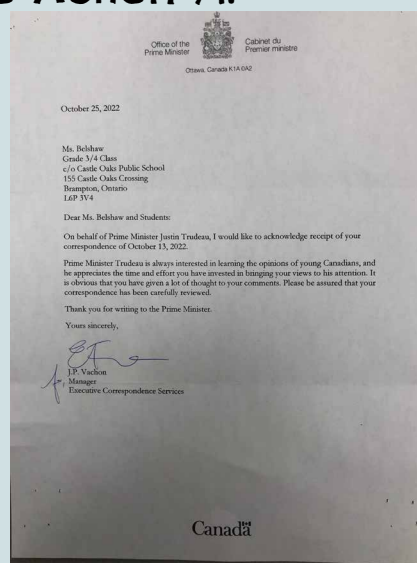 Office of the
Prime Minister
Cabinet du
Premier ministre
Ottawa, Canada K1A 0A2
October 25, 2022
Ms. Belshaw
Grade 3/4 Class
c/o Castle Oaks Public School
155 Castle Oaks Crossing
Brampton, Ontario
L6P 3V4
Dear Ms. Belshaw and Students:
On behalf of Prime Minister Justin Trudeau, I would like to acknowledge receipt of your
correspondence of October 13, 2022.
Prime Minister Trudeau is always interested in learning the opinions of young Canadians, and
he appreciates the time and effort you have invested in bringing your views to his attention. It
is obvious that you have given a lot of thought to your comments. Please be assured that your
correspondence has been carefully reviewed.
Thank you for writing to the Prime Minister.
Yours sincerely,
J.P. Vachon
Manager
Executive Correspondence Services
Canada